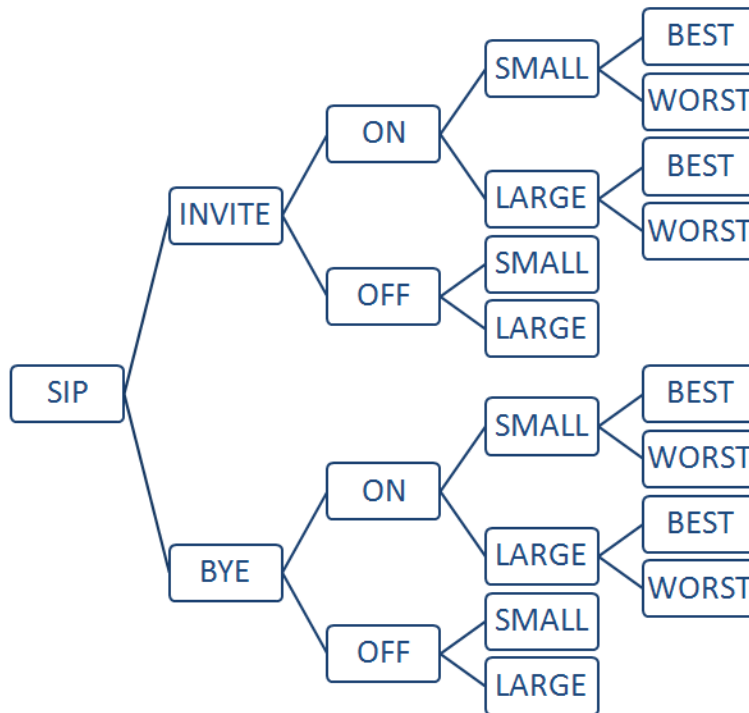 BEST
SMALL
WORST
ON
BEST
LARGE
INVITE
WORST
SMALL
OFF
LARGE
SIP
BEST
SMALL
WORST
ON
BEST
LARGE
BYE
WORST
SMALL
OFF
LARGE